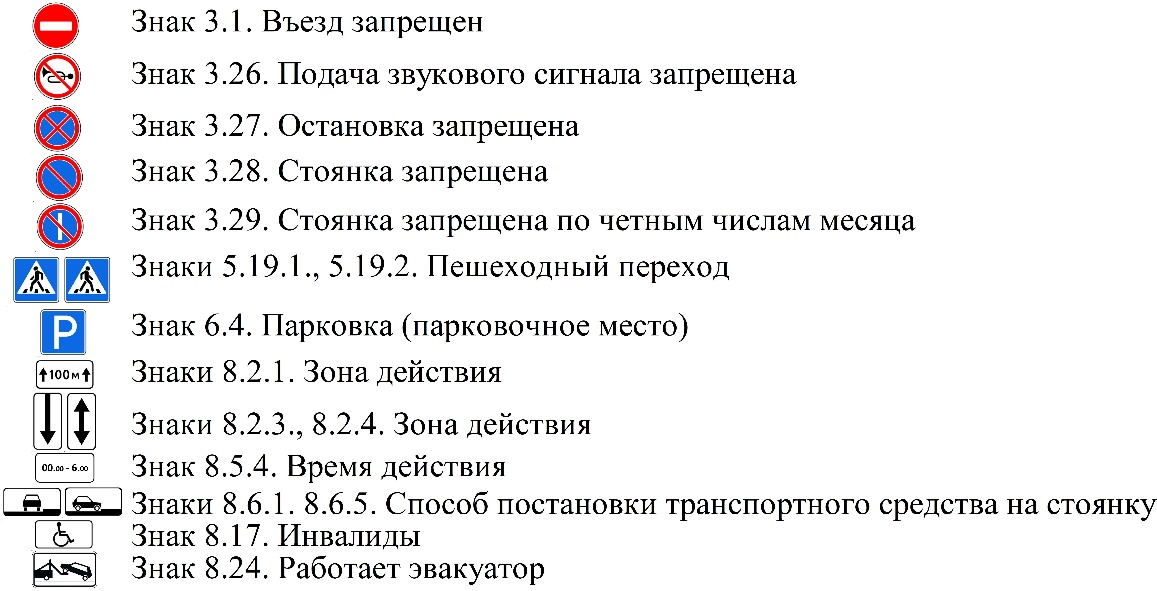 Знак 3.1. Въезд запрещен
Знак 3.26. Подача звукового сигнала запрещена
Знак 3.27. Остановка запрещена
Знак 3.28. Стоянка запрещена
Знак 3.29. Стоянка запрещена по четным числам месяца
Знаки 5.19.1., 5.19.2. Пешеходный переход
P Знак 6.4. Парковка (парковочное место)
100 м Знаки 8.2.1. Зона действия
Знаки 8.2.3., 8.2.4. Зона действия
00.00 - 6.00 Знак 8.5.4. Время действия
Знаки 8.6.1. 8.6.5. Способ постановки транспортного средства на стоянку
Знак 8.17. Инвалиды
Знак 8.24. Работает эвакуатор